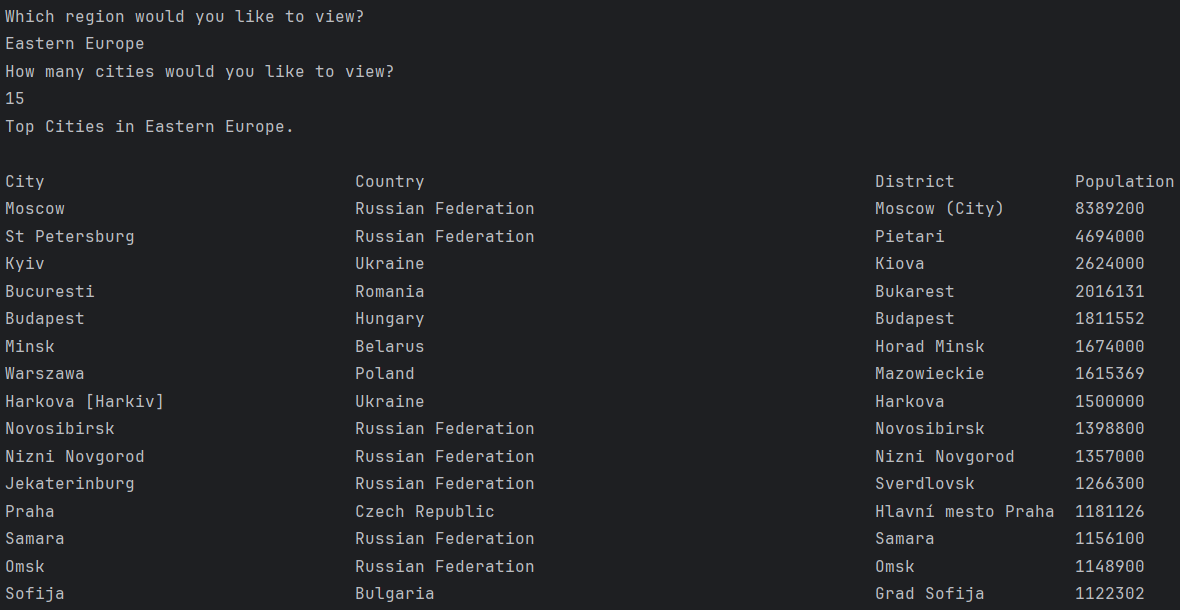 Which region would you like to view?
Eastern Europe
How many cities would you like to view?
15
Top Cities in Eastern Europe.
City Country District Population
Moscow Russian Federation Moscow (City) 8389200
St Petersburg Russian Federation Pietari 4694000
Kyiv Ukraine Kiova 2624000
Bucuresti Romania Bukarest 2016131
Budapest Hungary Budapest 1811552
Minsk Belarus Horad Minsk 1674000
Warszawa Poland Mazowieckie 1615369
Harkova [Harkiv] Ukraine Harkova 1500000
Novosibirsk Russian Federation Novosibirsk 1398800
Nizni Novgorod Russian Federation Nizni Novgorod 1357000
Jekaterinburg Russian Federation Sverdlovsk 1266300
Praha Czech Republic Hlavní mesto Praha 1181126
Samara Russian Federation Samara 1156100
Omsk Russian Federation Omsk 1148900
Sofija Bulgaria Grad Sofija 1122302